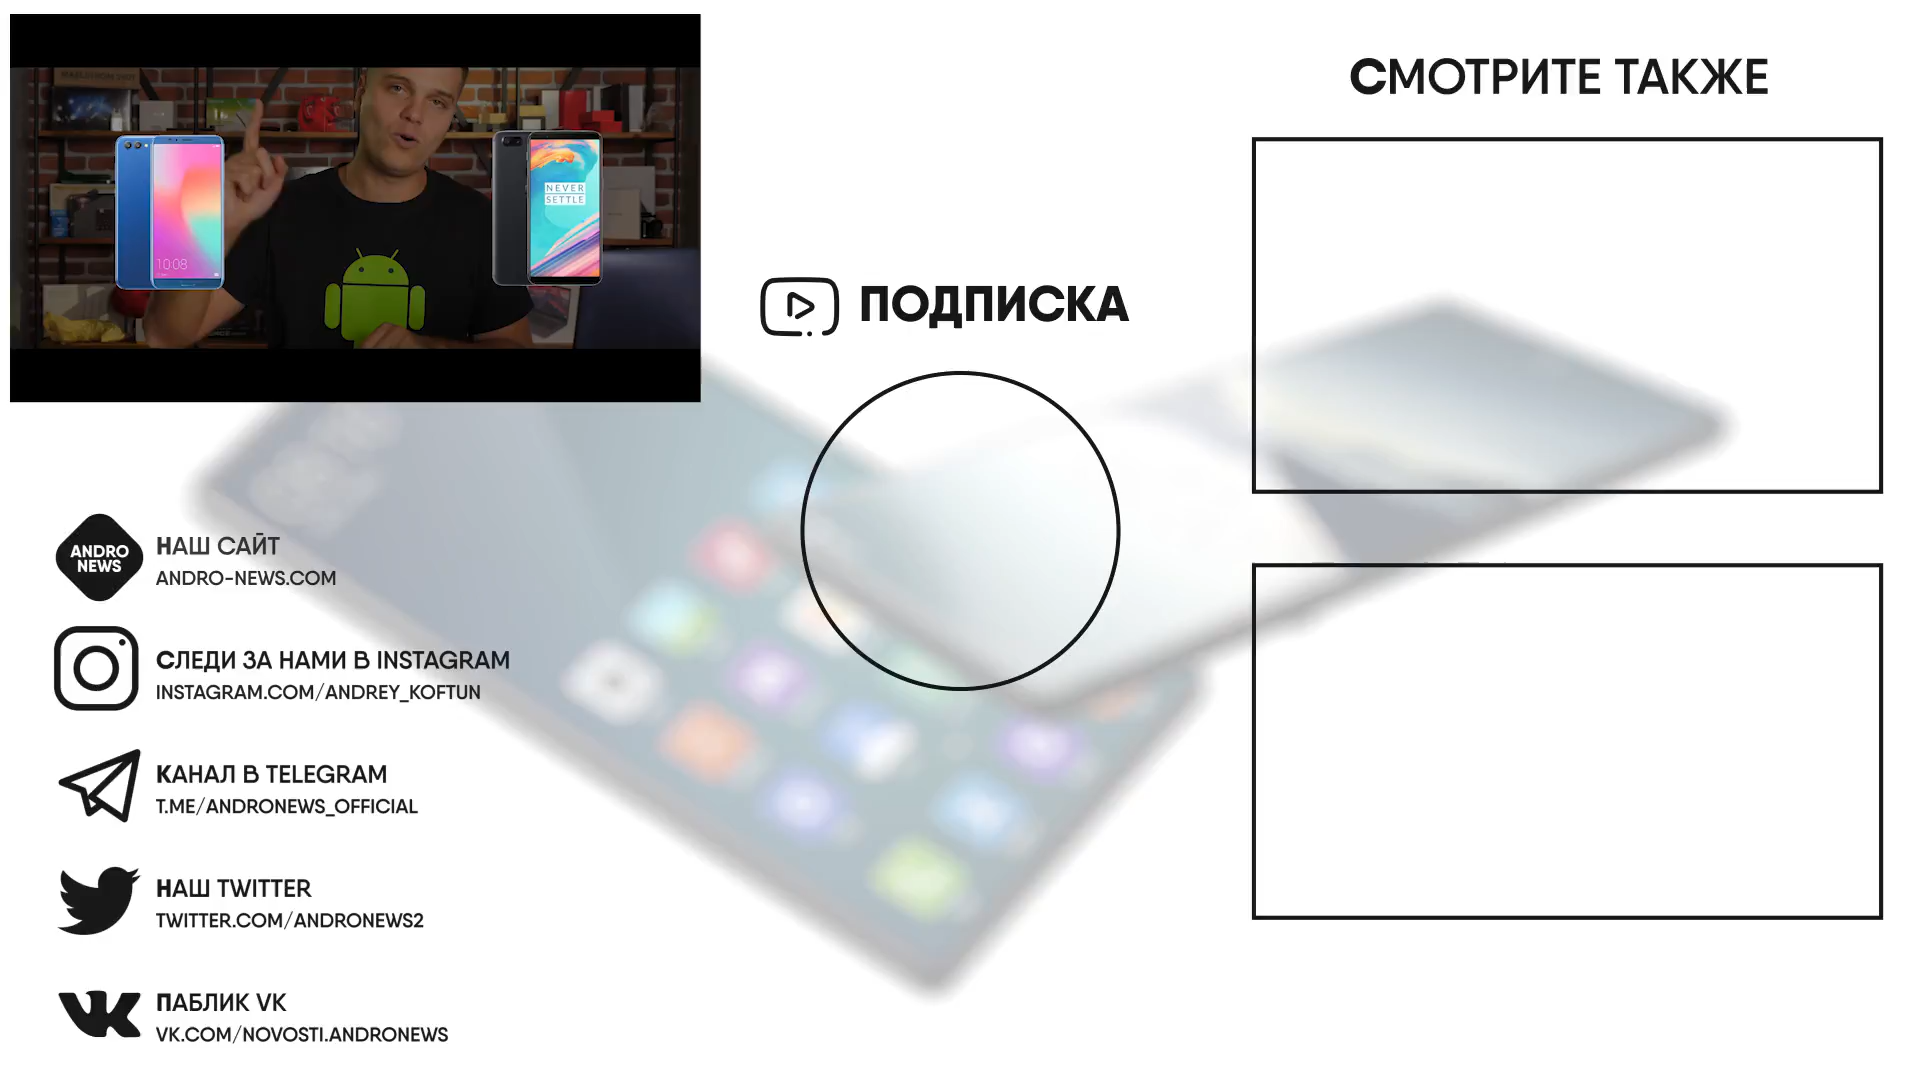 10:08
NEVER
SETTLE
СМОТРИТЕ ТАКЖЕ
ПОДПИСКА
ANDRO
NEWS
НАШ САЙТ
ANDRO-NEWS.COM
СЛЕДИ ЗА НАМИ В INSTAGRAM
INSTAGRAM.COM/ANDREY_KOFTUN
КАНАЛ В TELEGRAM
T.ME/ANDRONEWS_OFFICIAL
НАШ TWITTER
TWITTER.COM/ANDRONEWS2
ПАБЛИК VK
VK.COM/NOVOSTI.ANDRONEWS